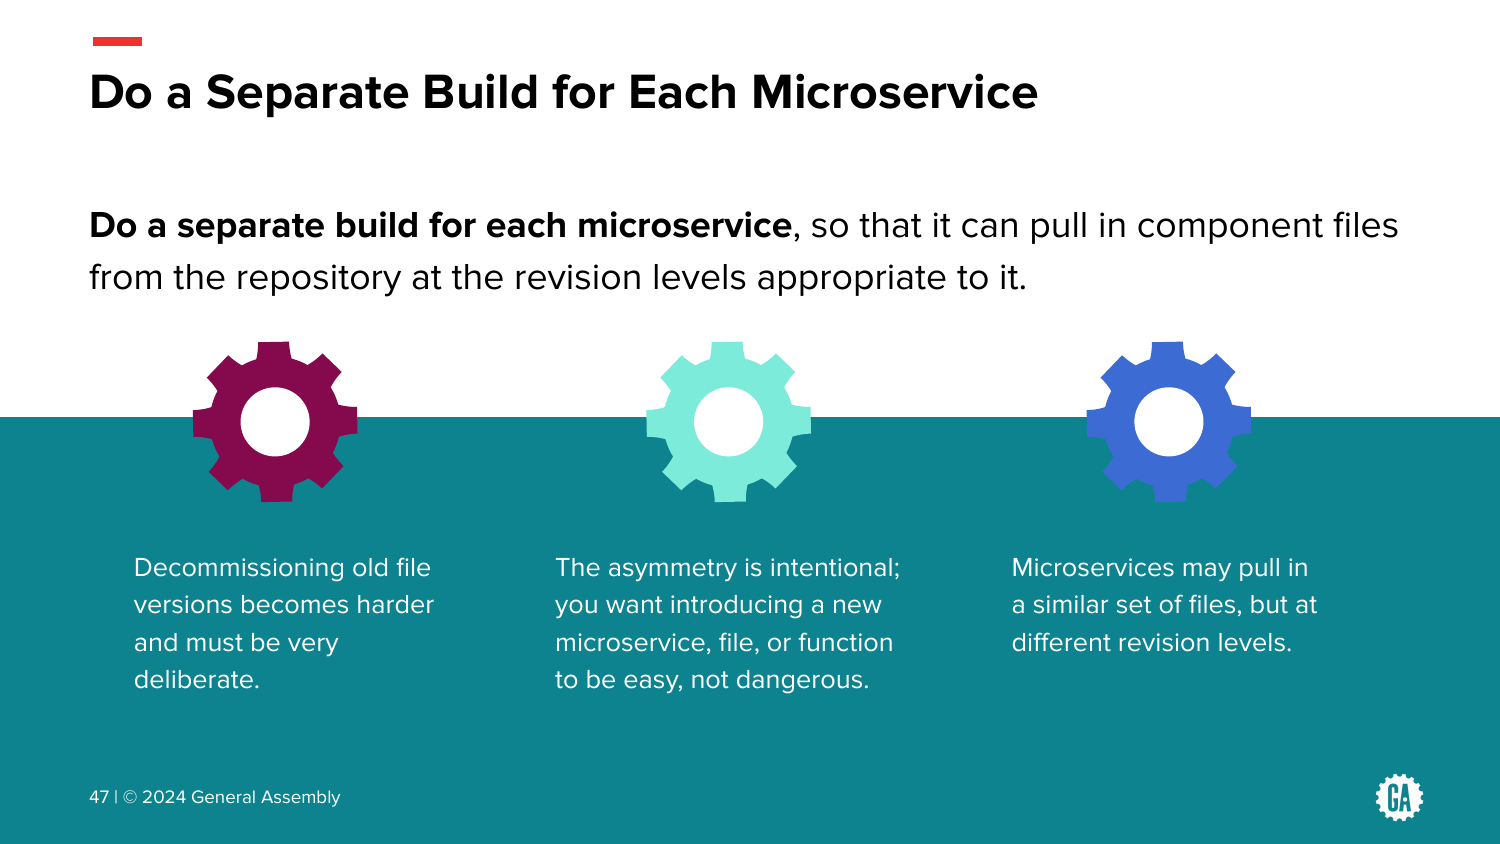 Do a Separate Build for Each Microservice
Do a separate build for each microservice, so that it can pull in component files
from the repository at the revision levels appropriate to it.
Decommissioning old file
versions becomes harder
and must be very
deliberate.
The asymmetry is intentional;
you want introducing a new
microservice, file, or function
to be easy, not dangerous.
Microservices may pull in
a similar set of files, but at
different revision levels.
47 | © 2024 General Assembly
GA